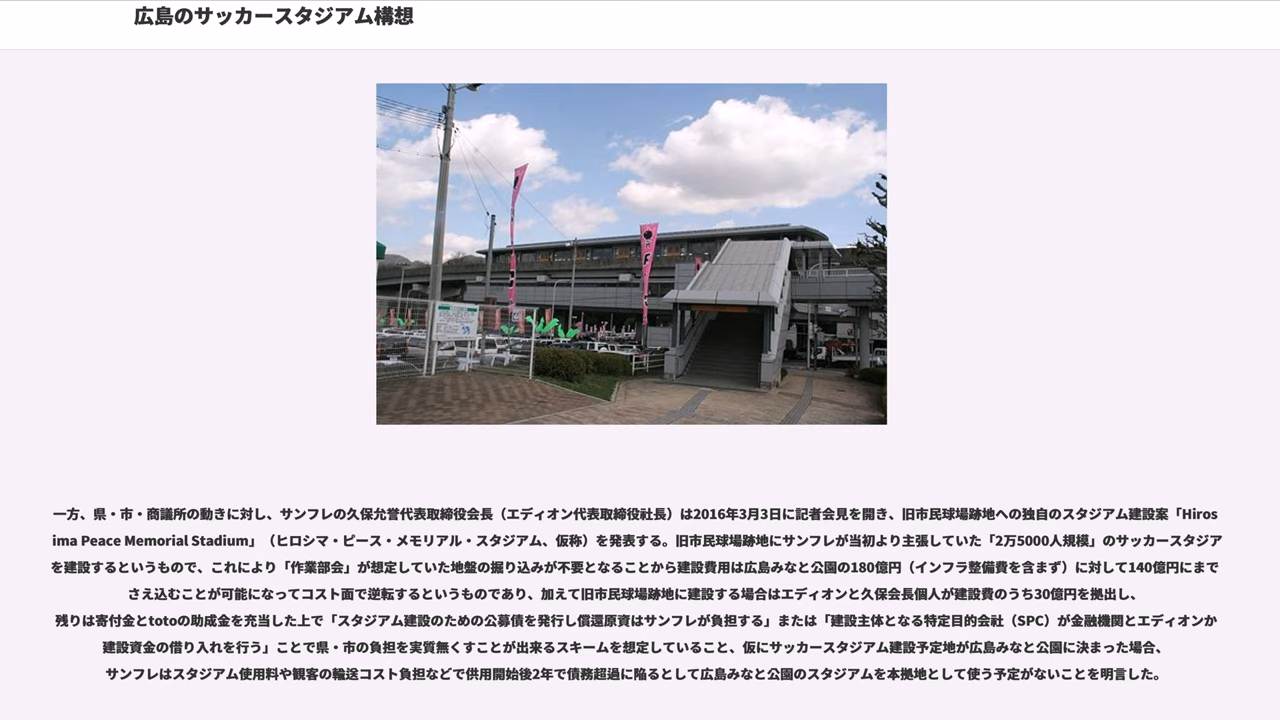 広島のサッカースタジアム構想
一方、県・市・商議所の動きに対し、サンフレの久保允誉代表取締役会長（エディオン代表取締役社長）は2016年3月3日に記者会見を開き、旧市民球場跡地への独自のスタジアム建設案「Hiros
ima Peace Memorial Stadium」（ヒロシマ・ピース・メモリアル・スタジアム、仮称）を発表する。旧市民球場跡地にサンフレが当初より主張していた「2万5000人規模」のサッカースタジア
を建設するというもので、これにより「作業部会」が想定していた地盤の掘り込みが不要となることから建設費用は広島みなと公園の180億円（インフラ整備費を含まず）に対して140億円にまで
さえ込むことが可能になってコスト面で逆転するというものであり、加えて旧市民球場跡地に建設する場合はエディオンと久保会長個人が建設費のうち30億円を拠出し、
残りは寄付金とtotoの助成金を充当した上で「スタジアム建設のための公募債を発行し償還原資はサンフレが負担する」または「建設主体となる特定目的会社（SPC）が金融機関とエディオンか
建設資金の借り入れを行う」ことで県・市の負担を実質無くすことが出来るスキームを想定していること、仮にサッカースタジアム建設予定地が広島みなと公園に決まった場合、
サンフレはスタジアム使用料や観客の輸送コスト負担などで供用開始後2年で債務超過に陥るとして広島みなと公園のスタジアムを本拠地として使う予定がないことを明言した。